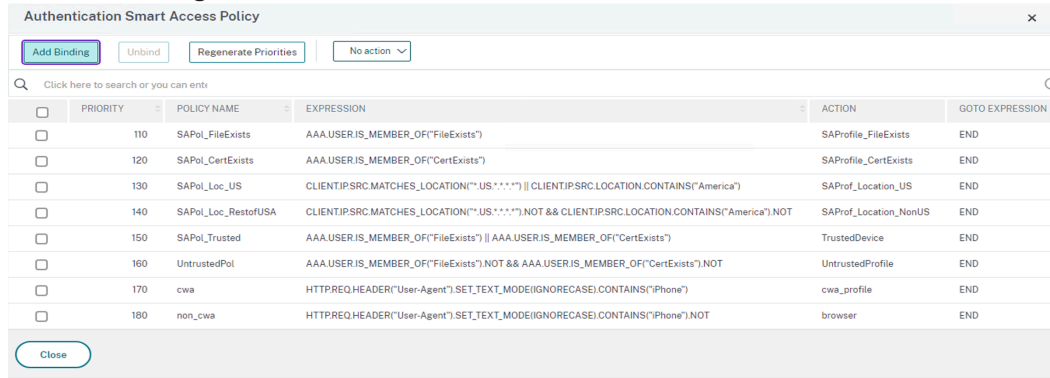 Authentication Smart Access Policy ×
Add Binding Unbind Regenerate Priorities No action
Click here to search or you can ente
PRIORITY POLICY NAME EXPRESSION ACTION GOTO EXPRESSION
110 SAPol_FileExists AAA.USER.IS_MEMBER_OF("FileExists") SAProfile_FileExists END
120 SAPol_CertExists AAA.USER.IS_MEMBER_OF("CertExists") SAProfile_CertExists END
130 SAPol_Loc_US CLIENT.IP.SRC.MATCHES_LOCATION("*.US.*.*.*.*") || CLIENT.IP.SRC.LOCATION.CONTAINS("America") SAProf_Location_US END
140 SAPol_Loc_RestofUSA CLIENT.IP.SRC.MATCHES_LOCATION("*.US.*.*.*.*").NOT && CLIENT.IP.SRC.LOCATION.CONTAINS("America").NOT SAProf_Location_NonUS END
150 SAPol_Trusted AAA.USER.IS_MEMBER_OF("FileExists") || AAA.USER.IS_MEMBER_OF("CertExists") TrustedDevice END
160 UntrustedPol AAA.USER.IS_MEMBER_OF("FileExists").NOT && AAA.USER.IS_MEMBER_OF("CertExists").NOT UntrustedProfile END
170 cwa HTTP.REQ.HEADER("User-Agent").SET_TEXT_MODE(IGNORECASE).CONTAINS("iPhone") cwa_profile END
180 non_cwa HTTP.REQ.HEADER("User-Agent").SET_TEXT_MODE(IGNORECASE).CONTAINS("iPhone").NOT browser END
Close